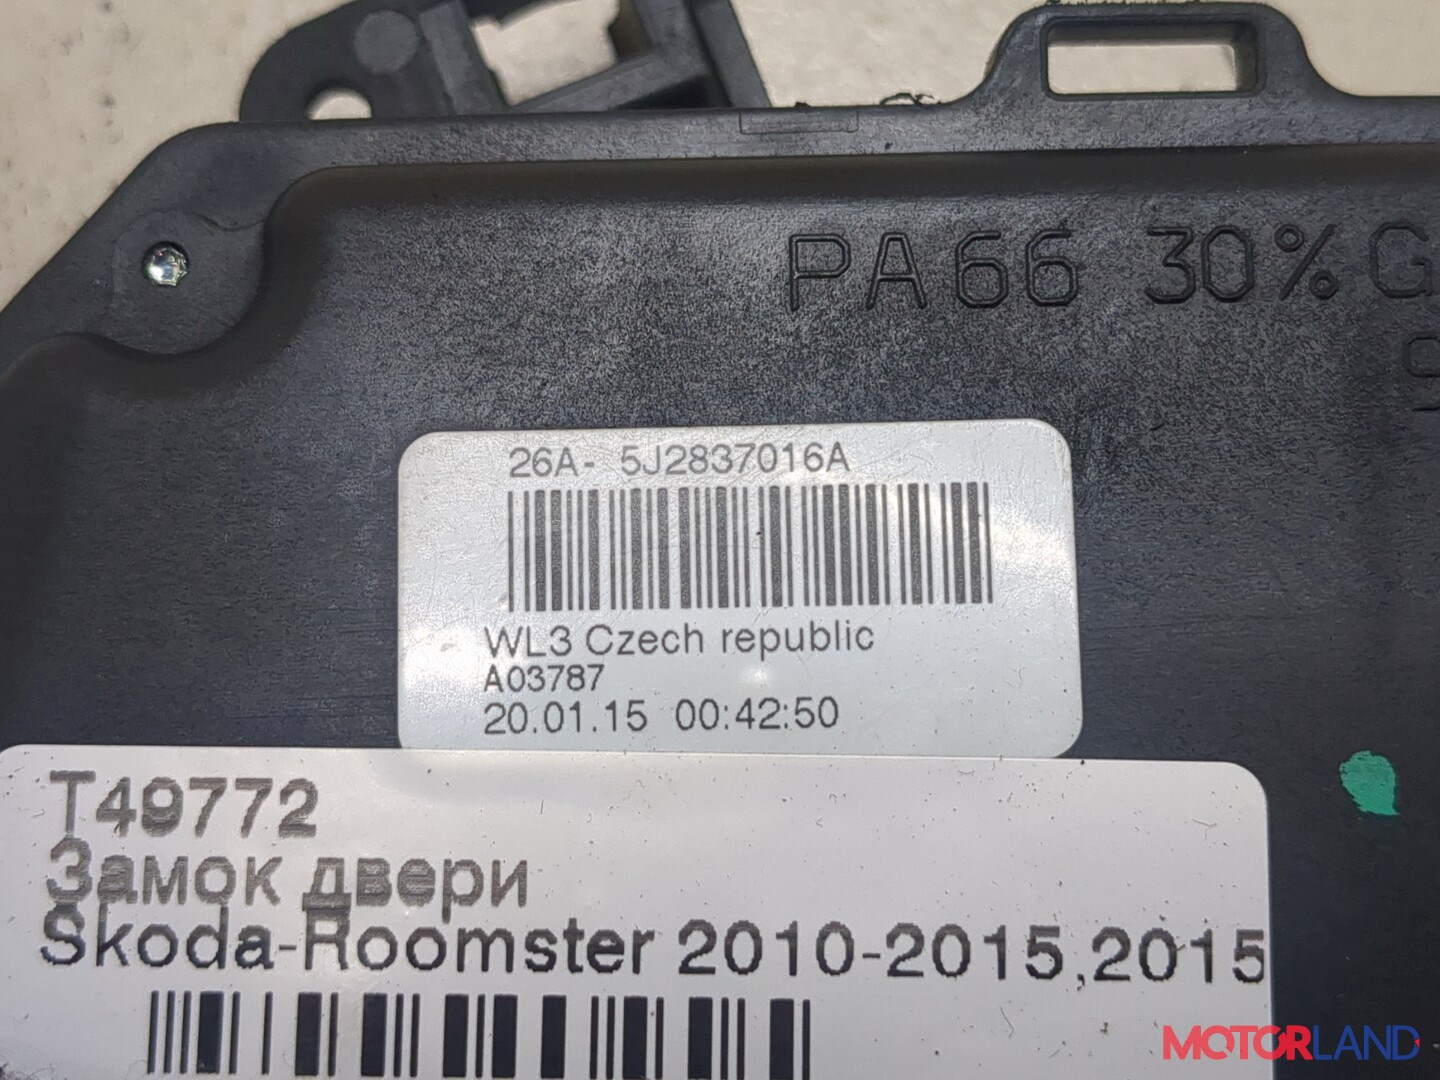 PA66 30% G
26A- 5J2837016A
WL3 Czech republic
A03787
20.01.15 00:42:50
T49772
Замок двери
Skoda-Roomster 2010-2015,2015
MOTORLAND